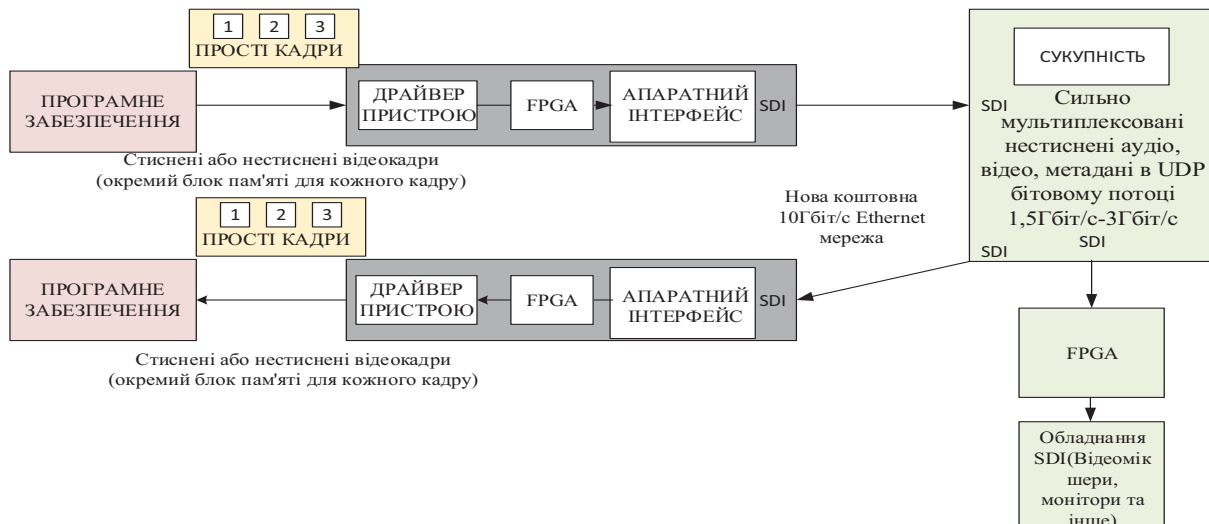 1 2 3
ПРОСТІ КАДРИ
ПРОГРАМНЕ
ЗАБЕЗПЕЧЕННЯ
ДРАЙВЕР
ПРИСТРОЮ
FPGA
АПАРАТНИЙ
ІНТЕРФЕЙС
SDI
Стиснені або нестиснені відеокадри
(окремий блок пам'яті для кожного кадру)
СУКУПНІСТЬ
SDI
Сильно
мультиплексовані
нестиснені аудіо,
відео, метадані в UDP
бітовому потоці
1,5Гбіт/с-3Гбіт/с
SDI
SDI
Нова коштовна
10Гбіт/с Ethernet
мережа
1 2 3
ПРОСТІ КАДРИ
ПРОГРАМНЕ
ЗАБЕЗПЕЧЕННЯ
ДРАЙВЕР
ПРИСТРОЮ
FPGA
АПАРАТНИЙ
ІНТЕРФЕЙС
SDI
Стиснені або нестиснені відеокадри
(окремий блок пам'яті для кожного кадру)
FPGA
Обладнання
SDI(Відеомік
шери,
монітори та
інше)